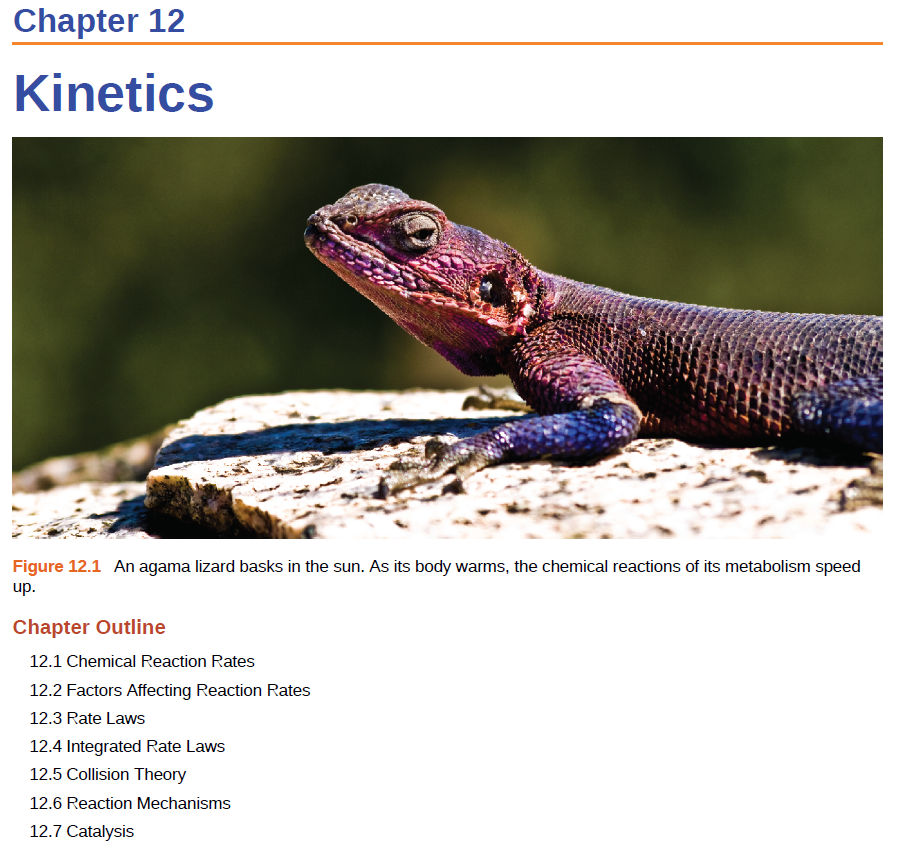 Chapter 12
Kinetics
Figure 12.1 An agama lizard basks in the sun. As its body warms, the chemical reactions of its metabolism speed
up.
Chapter Outline
12.1 Chemical Reaction Rates
12.2 Factors Affecting Reaction Rates
12.3 Rate Laws
12.4 Integrated Rate Laws
12.5 Collision Theory
12.6 Reaction Mechanisms
12.7 Catalysis